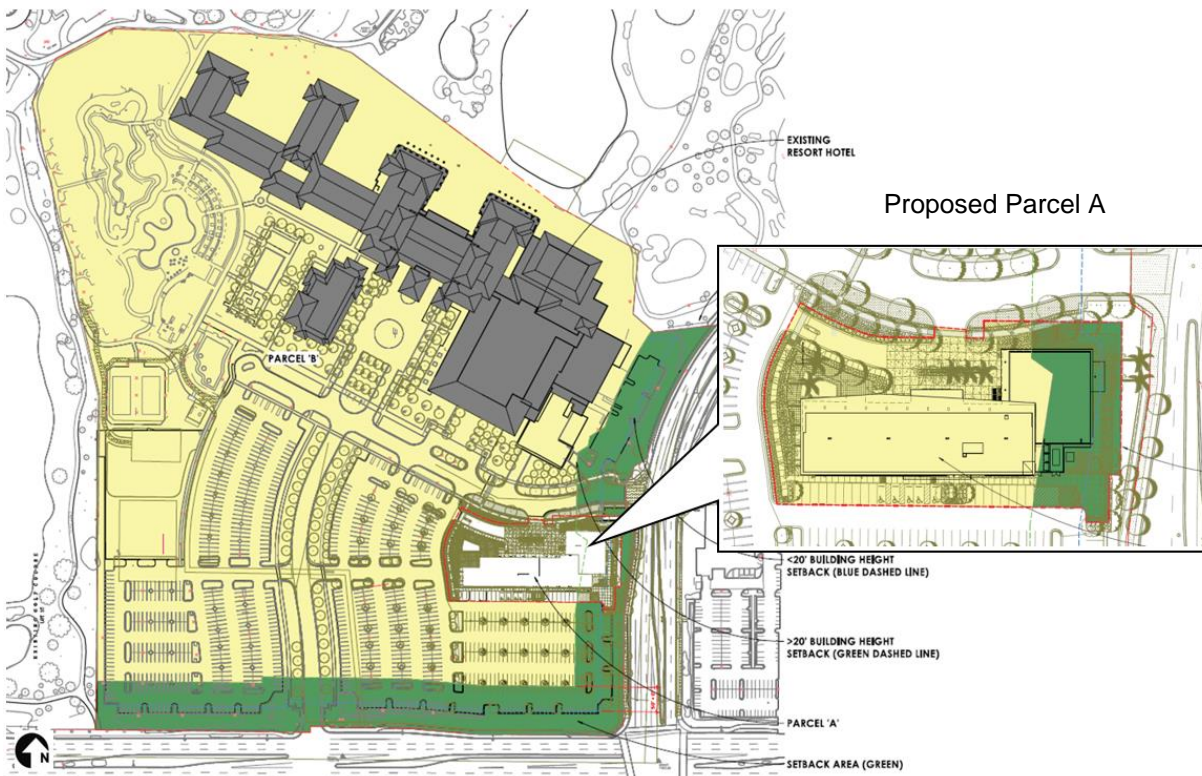 EXISTING
RESORT HOTEL
Proposed Parcel A
PARCEL 'B'
<20' BUILDING HEIGHT
SETBACK (BLUE DASHED LINE)
>20' BUILDING HEIGHT
SETBACK (GREEN DASHED LINE)
PARCEL 'A'
SETBACK AREA (GREEN)
N